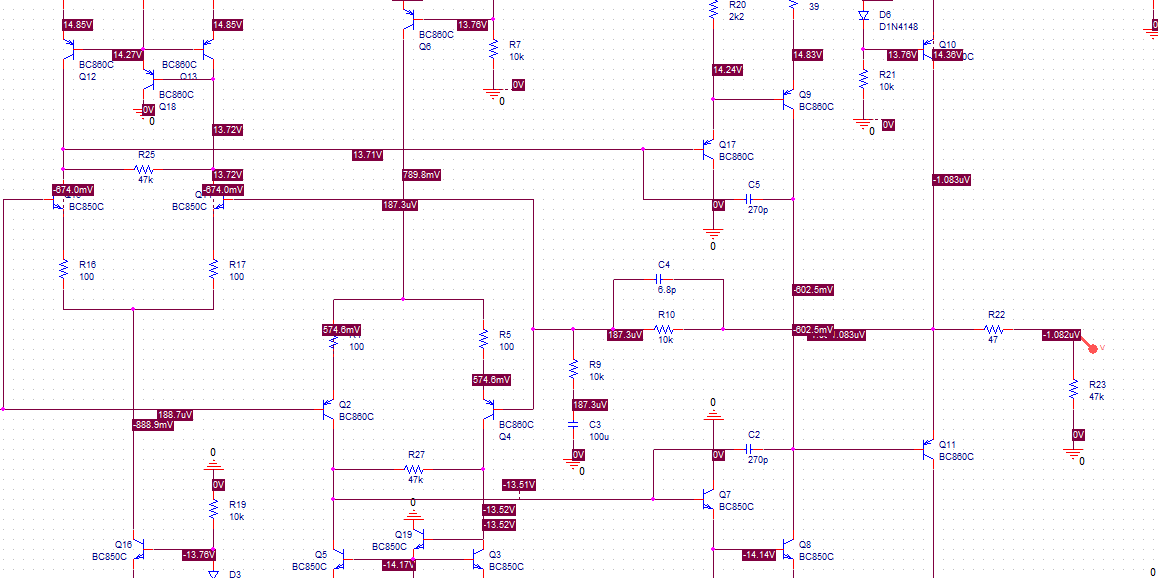 R20
2k2
39
D6
D1N4148
0
14.85V
14.85V
13.76V
BC860C
Q6
R7
10k
14.27V
14.83V
13.76V
Q10
14.36V
0C
BC860C
Q12
BC860C
Q13
14.24V
R21
10k
BC860C
Q18
0V
0
0V
0
Q9
BC860C
0V
0
13.72V
R25
47k
13.71V
Q17
BC860C
13.72V
789.8mV
-1.083uV
-674.0mV
-674.0mV
BC850C
BC850C
187.3uV
C5
270p
0V
0
R16
100
R17
100
C4
6.8p
-602.5mV
574.6mV
100
R5
100
187.3uV
R10
10k
-602.5mV
1.083uV
R22
47
-1.082uV
V
574.6mV
R9
10k
R23
47k
188.7uV
-888.9mV
Q2
BC860C
BC860C
Q4
187.3uV
C3
100u
0V
0
0
0V
C2
270p
0V
0
Q11
BC860C
0
0V
R27
47k
-13.51V
Q7
BC850C
R19
10k
0
-13.52V
-13.52V
Q16
BC850C
-13.76V
D3
Q19
BC850C
Q5
BC850C
-14.17V
Q3
BC850C
-14.14V
Q8
BC850C
0